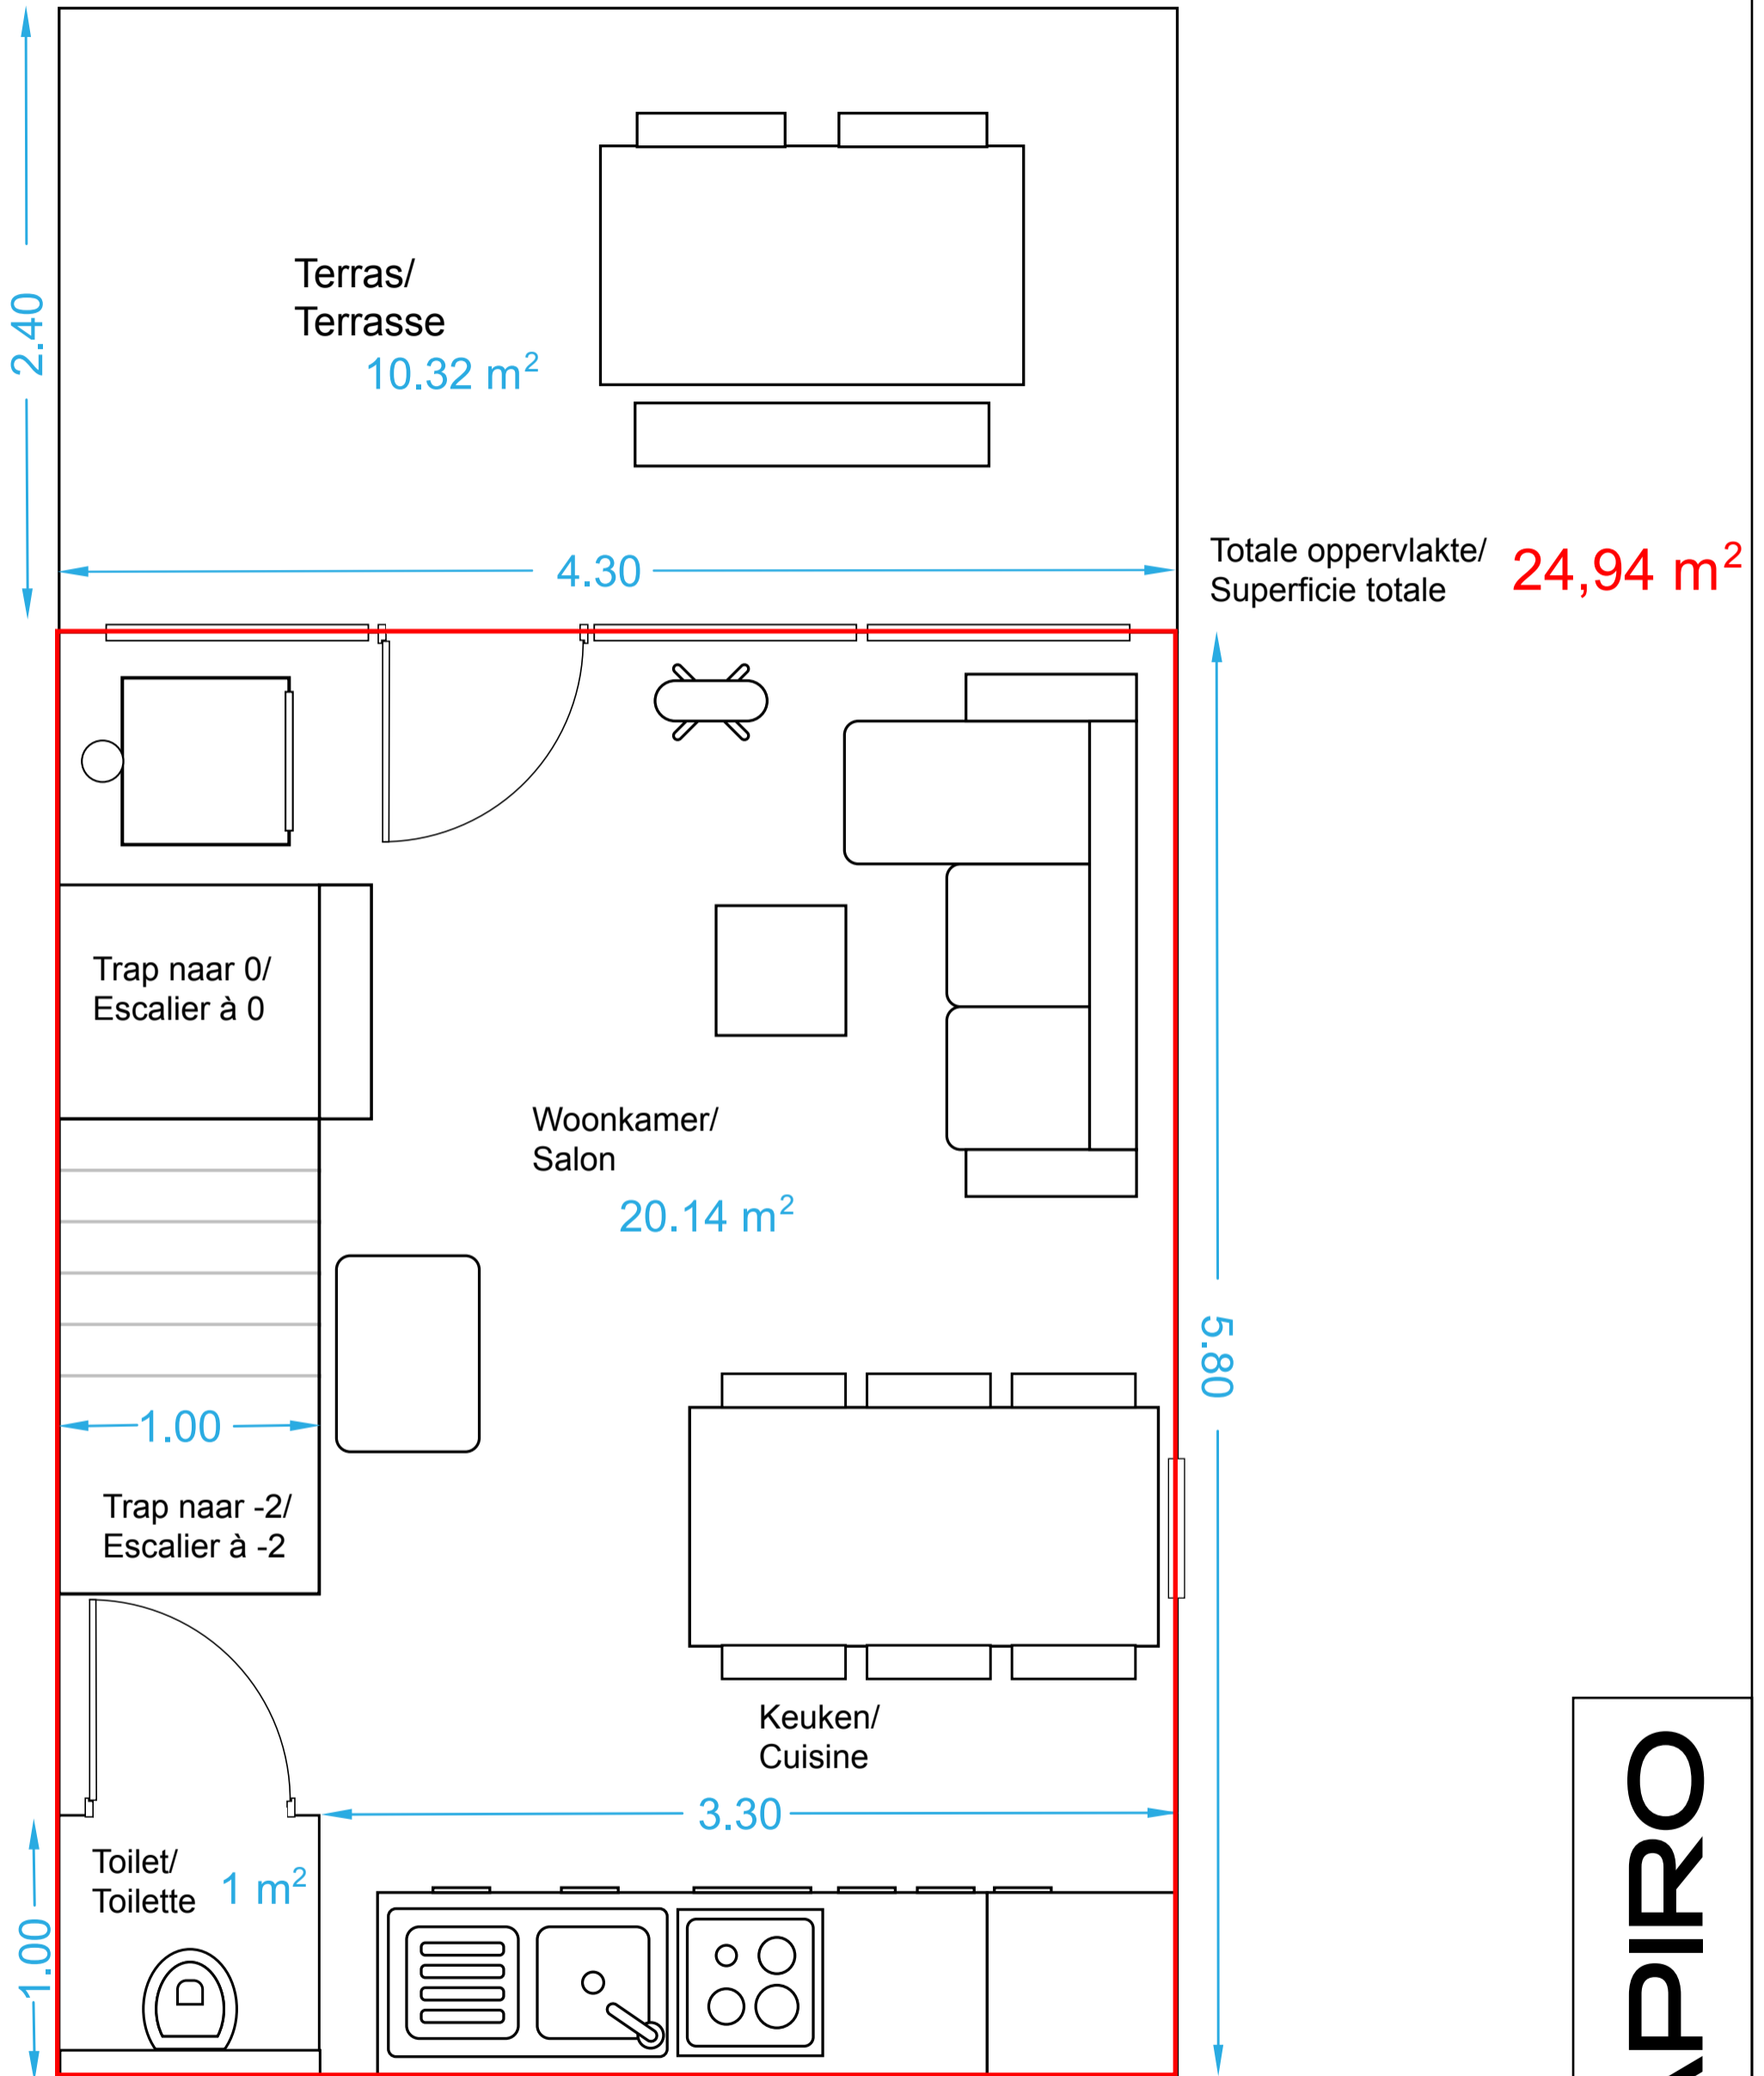 2.40
Terras/
Terrasse
10.32 m²
4.30
Totale oppervlakte/
Superficie totale
24,94 m²
Trap naar 0/
Escalier à 0
Woonkamer/
Salon
20.14 m²
5.80
1.00
Trap naar -2/
Escalier à -2
Keuken/
Cuisine
3.30
Toilet/
Toilette
1 m²
1.00
APIRO